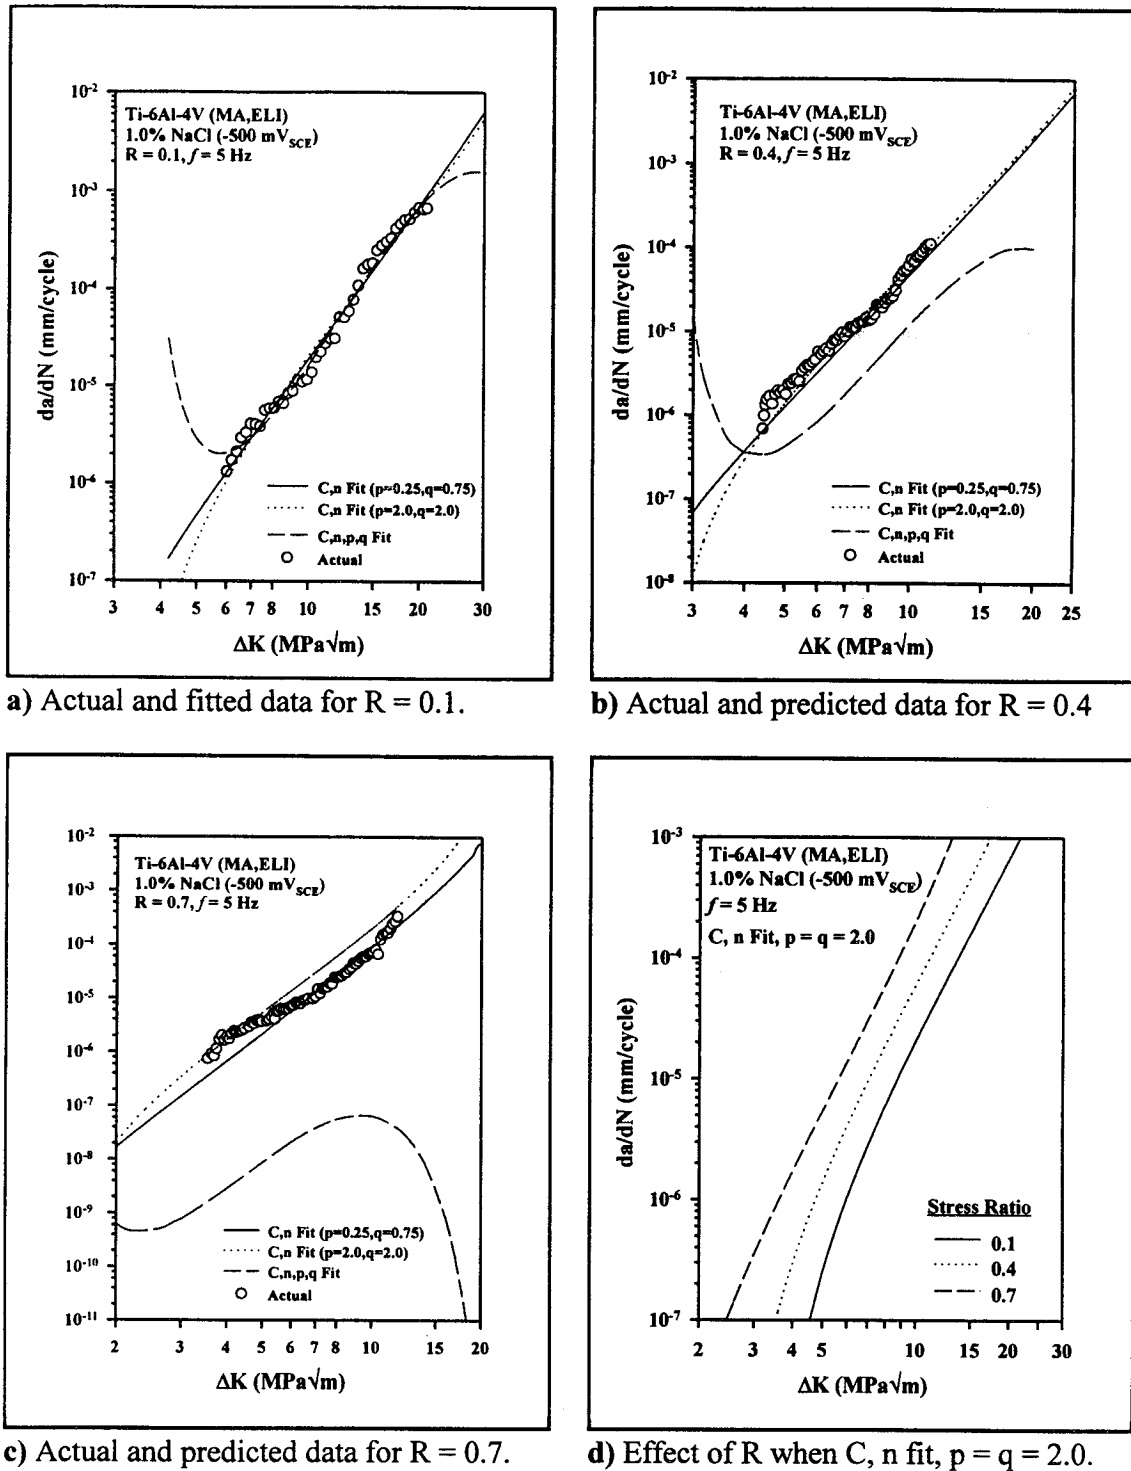 10⁻²
10⁻³
10⁻⁴
10⁻⁵
10⁻⁶
10⁻⁷
da/dN (mm/cycle)
Ti-6Al-4V (MA,ELI)
1.0% NaCl (-500 mV_SCE)
R = 0.1, f = 5 Hz
C,n Fit (p=0.25,q=0.75)
C,n Fit (p=2.0,q=2.0)
C,n,p,q Fit
Actual
3 4 5 6 7 8 10 15 20 30
ΔK (MPa√m)
a) Actual and fitted data for R = 0.1.
10⁻²
10⁻³
10⁻⁴
10⁻⁵
10⁻⁶
10⁻⁷
10⁻⁸
da/dN (mm/cycle)
Ti-6Al-4V (MA,ELI)
1.0% NaCl (-500 mV_SCE)
R = 0.4, f = 5 Hz
C,n Fit (p=0.25,q=0.75)
C,n Fit (p=2.0,q=2.0)
C,n,p,q Fit
Actual
3 4 5 6 7 8 10 15 20 25
ΔK (MPa√m)
b) Actual and predicted data for R = 0.4
10⁻²
10⁻³
10⁻⁴
10⁻⁵
10⁻⁶
10⁻⁷
10⁻⁸
10⁻⁹
10⁻¹⁰
10⁻¹¹
da/dN (mm/cycle)
Ti-6Al-4V (MA,ELI)
1.0% NaCl (-500 mV_SCE)
R = 0.7, f = 5 Hz
C,n Fit (p=0.25,q=0.75)
C,n Fit (p=2.0,q=2.0)
C,n,p,q Fit
Actual
2 3 4 5 6 7 8 10 15 20
ΔK (MPa√m)
c) Actual and predicted data for R = 0.7.
10⁻³
10⁻⁴
10⁻⁵
10⁻⁶
10⁻⁷
da/dN (mm/cycle)
Ti-6Al-4V (MA,ELI)
1.0% NaCl (-500 mV_SCE)
f = 5 Hz
C, n Fit, p = q = 2.0
Stress Ratio
0.1
0.4
0.7
2 3 4 5 10 20 30
ΔK (MPa√m)
d) Effect of R when C, n fit, p = q = 2.0.